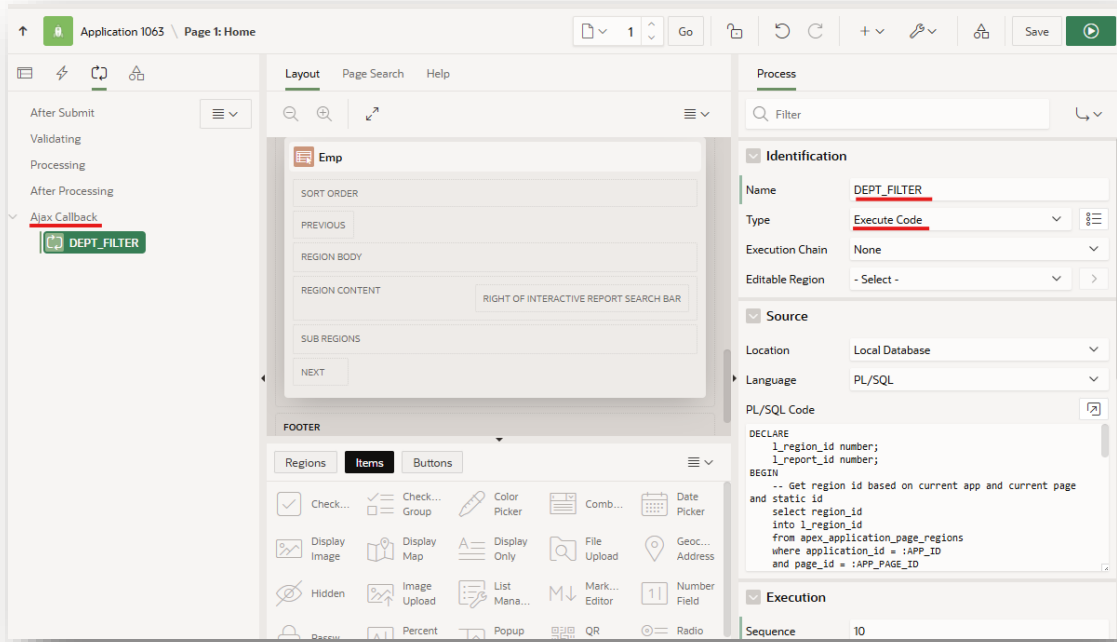 Application 1063 \ Page 1: Home
1
Go
Save
After Submit
Validating
Processing
After Processing
Ajax Callback
DEPT_FILTER
Layout
Page Search
Help
Emp
SORT ORDER
PREVIOUS
REGION BODY
REGION CONTENT
RIGHT OF INTERACTIVE REPORT SEARCH BAR
SUB REGIONS
NEXT
FOOTER
Regions
Items
Buttons
Check...
Check...
Group
Color
Picker
Comb...
Date
Picker
Display
Image
Display
Map
Display
Only
File
Upload
Geoc...
Address
Hidden
Image
Upload
List
Mana...
Mark...
Editor
Number
Field
Passw
Percent
Popup
QR
Radio
Process
Filter
Identification
Name DEPT_FILTER
Type Execute Code
Execution Chain None
Editable Region - Select -
Source
Location Local Database
Language PL/SQL
PL/SQL Code
DECLARE
l_region_id number;
l_report_id number;
BEGIN
-- Get region id based on current app and current page
and static id
select region_id
into l_region_id
from apex_application_page_regions
where application_id = :APP_ID
and page_id = :APP_PAGE_ID
Execution
Sequence 10